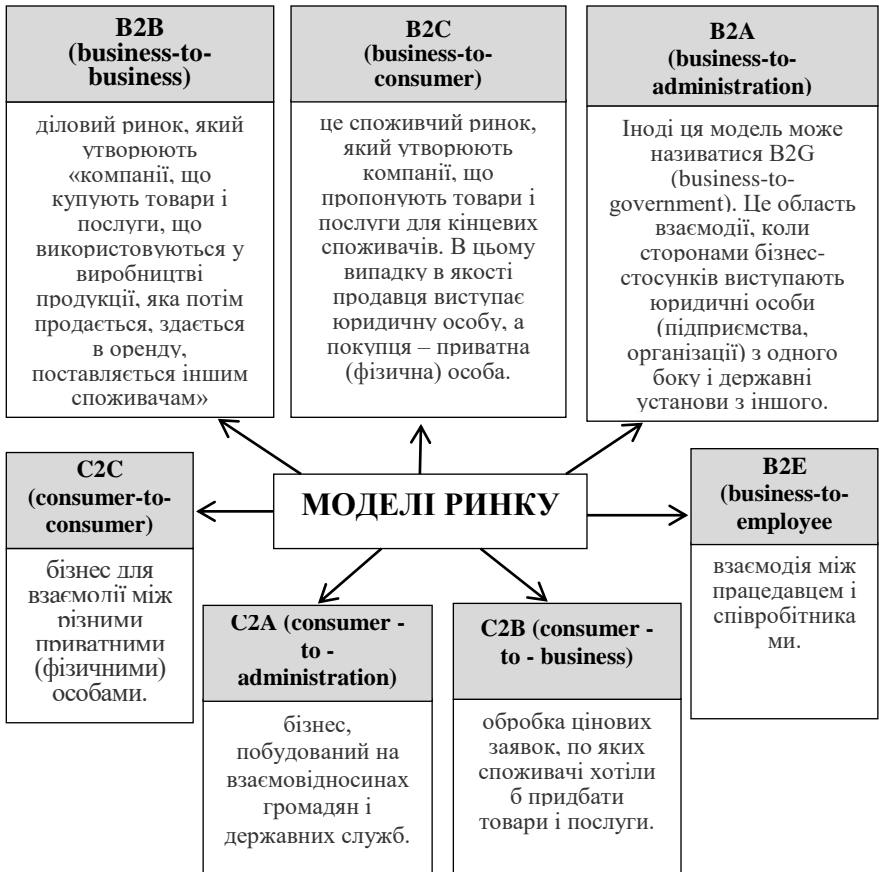 B2B
(business-to-
business)
діловий ринок, який
утворюють
«компанії, що
купують товари і
послуги, що
використовуються у
виробництві
продукції, яка потім
продається, здається
в оренду,
поставляється іншим
споживачам»
B2C
(business-to-
consumer)
це споживчий ринок,
який утворюють
компанії, що
пропонують товари і
послуги для кінцевих
споживачів. В цьому
випадку в якості
продавця виступає
юридичну особу, а
покупця – приватна
(фізична) особа.
B2A
(business-to-
administration)
Іноді ця модель може
називатися B2G
(business-to-
government). Це область
взаємодії, коли
сторонами бізнес-
стосунків виступають
юридичні особи
(підприємства,
організації) з одного
боку і державні
установи з іншого.
МОДЕЛІ РИНКУ
C2C
(consumer-to-
consumer)
бізнес для
взаємодії між
різними
приватними
(фізичними)
особами.
C2A (consumer -
to -
administration)
бізнес,
побудований на
взаємовідносинах
громадян і
державних служб.
C2B (consumer -
to - business)
обробка цінових
заявок, по яких
споживачі хотіли
б придбати
товари і послуги.
B2E
(business-to-
employee
взаємодія між
працедавцем і
співробітника
ми.